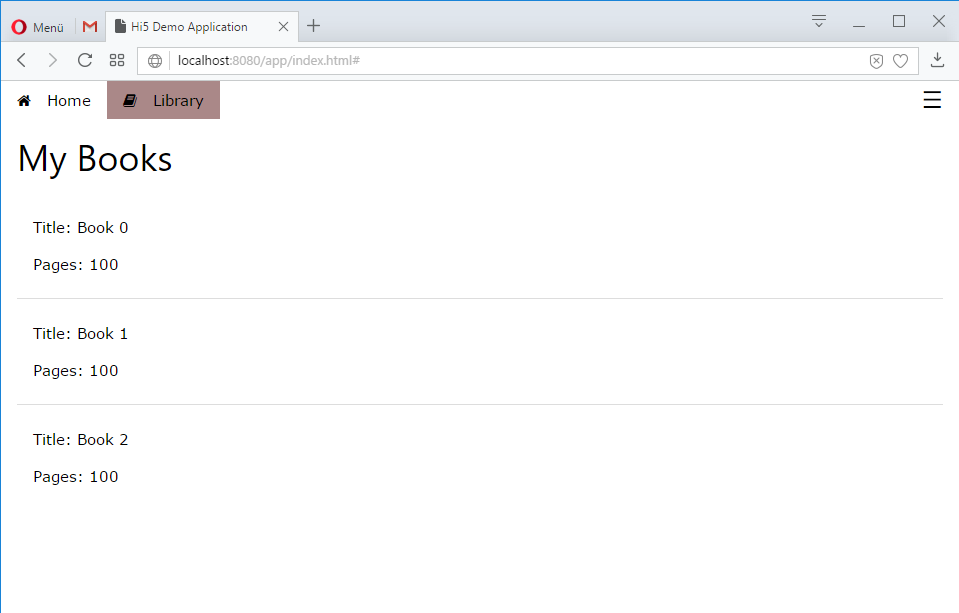 Menü
Hi5 Demo Application
localhost:8080/app/index.html#
Home
Library
My Books
Title: Book 0
Pages: 100
Title: Book 1
Pages: 100
Title: Book 2
Pages: 100